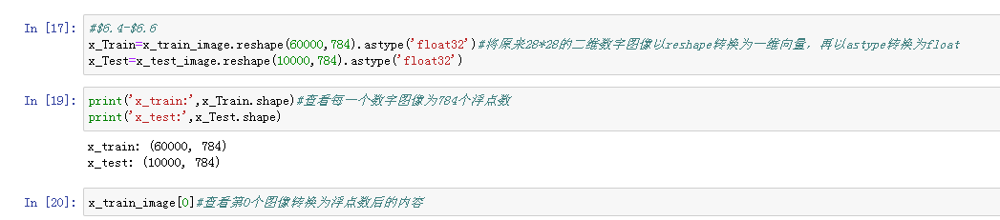 In [17]:
#$6.4-$6.6
x_Train=x_train_image.reshape(60000,784).astype('float32')#将原来28*28的二维数字图像以reshape转换为一维向量，再以astype转换为float
x_Test=x_test_image.reshape(10000,784).astype('float32')
In [19]:
print('x_train:',x_Train.shape)#查看每一个数字图像为784个浮点数
print('x_test:',x_Test.shape)
x_train: (60000, 784)
x_test: (10000, 784)
In [20]:
x_train_image[0]#查看第0个图像转换为浮点数后的内容